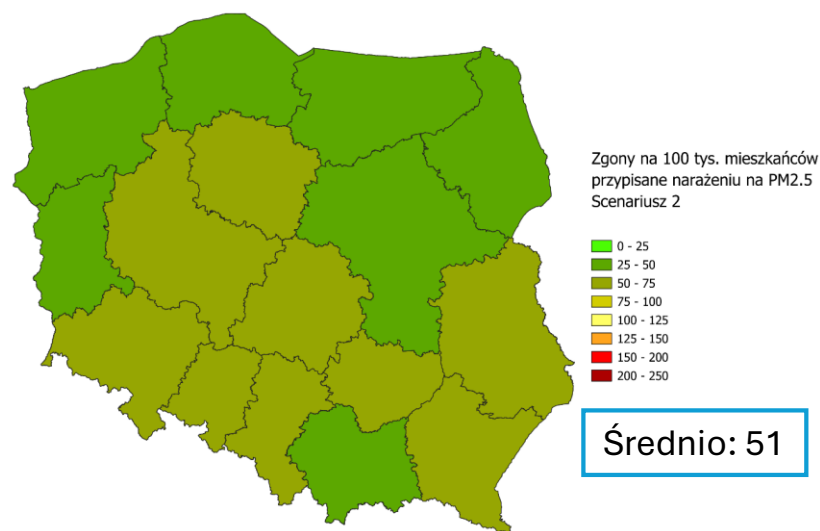 Zgony na 100 tys. mieszkańców
przypisane narażeniu na PM2.5
Scenariusz 2
0 - 25
25 - 50
50 - 75
75 - 100
100 - 125
125 - 150
150 - 200
200 - 250
Średnio: 51